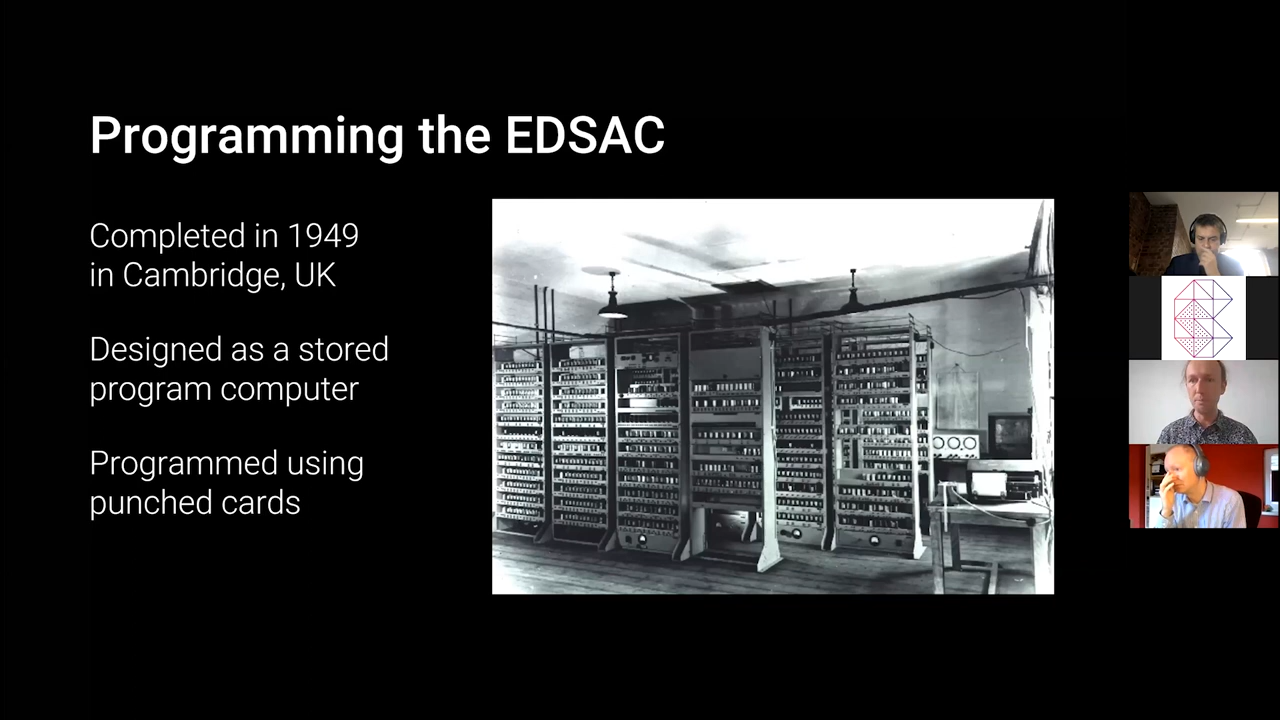 Programming the EDSAC
Completed in 1949
in Cambridge, UK
Designed as a stored
program computer
Programmed using
punched cards